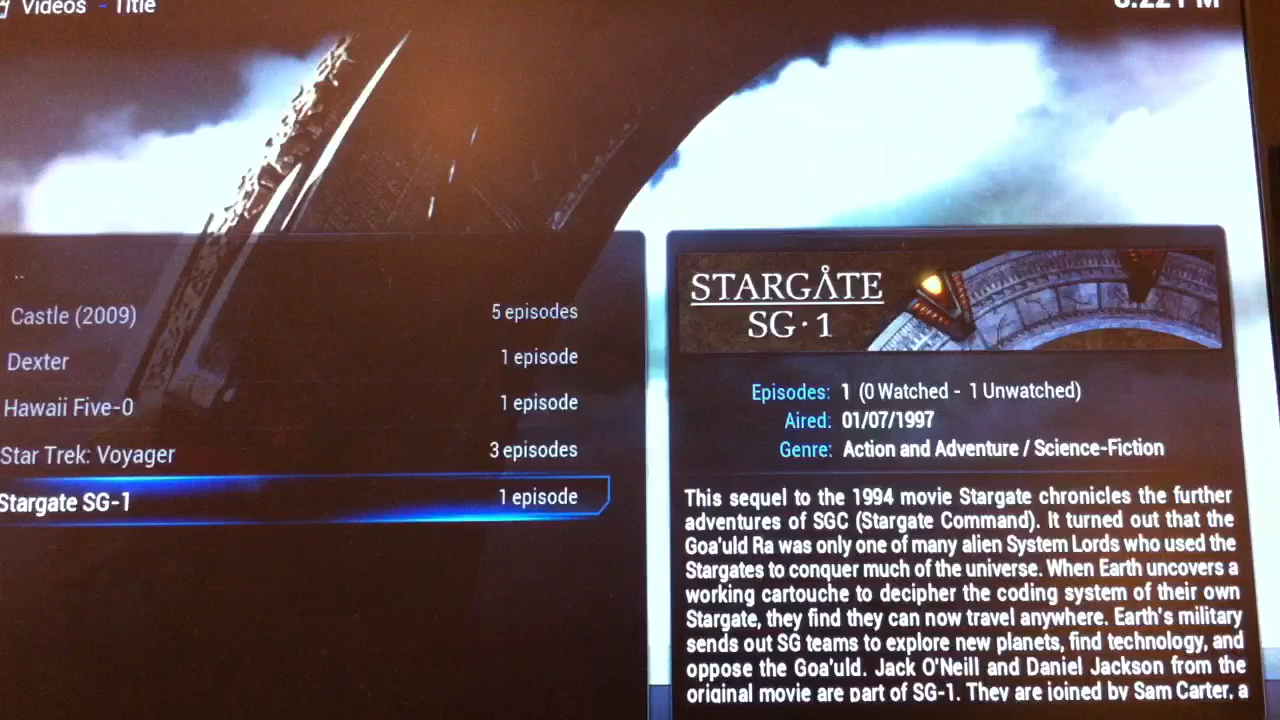 Videos - Title
..
Castle (2009) 5 episodes
Dexter 1 episode
Hawaii Five-0 1 episode
Star Trek: Voyager 3 episodes
Stargate SG-1 1 episode
STARGATE
SG·1
Episodes: 1 (0 Watched - 1 Unwatched)
Aired: 01/07/1997
Genre: Action and Adventure / Science-Fiction
This sequel to the 1994 movie Stargate chronicles the further
adventures of SGC (Stargate Command). It turned out that the
Goa'uld Ra was only one of many alien System Lords who used the
Stargates to conquer much of the universe. When Earth uncovers a
working cartouche to decipher the coding system of their own
Stargate, they find they can now travel anywhere. Earth's military
sends out SG teams to explore new planets, find technology, and
oppose the Goa'uld. Jack O'Neill and Daniel Jackson from the
original movie are part of SG-1. They are joined by Sam Carter, a